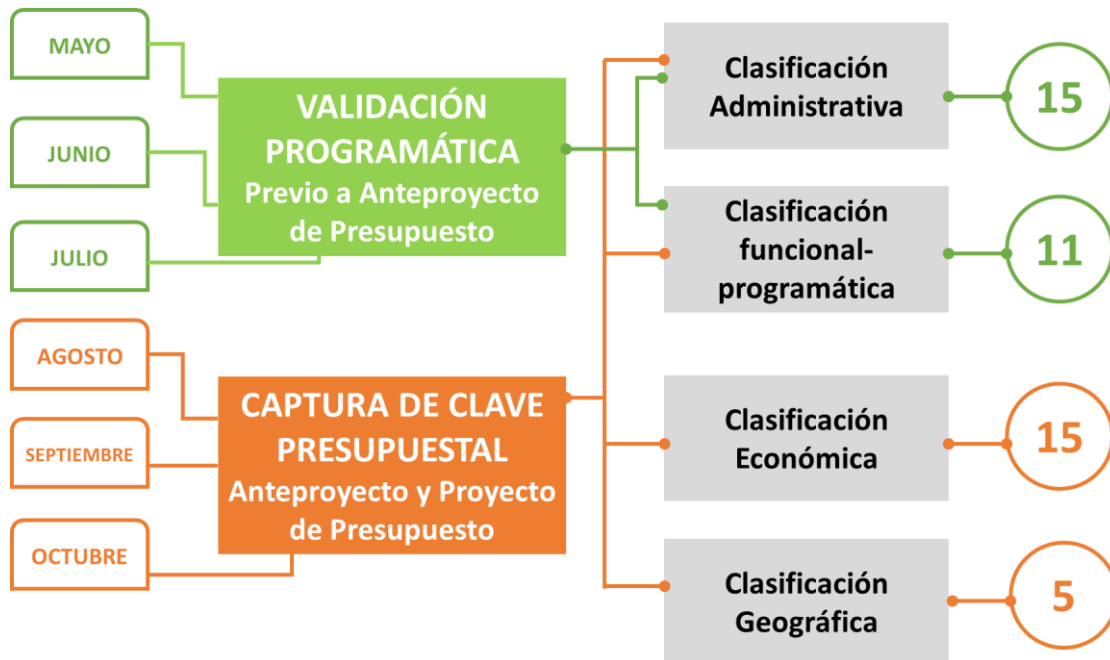 MAYO
JUNIO
JULIO
VALIDACIÓN
PROGRAMÁTICA
Previo a Anteproyecto
de Presupuesto
AGOSTO
SEPTIEMBRE
OCTUBRE
CAPTURA DE CLAVE
PRESUPUESTAL
Anteproyecto y Proyecto
de Presupuesto
Clasificación
Administrativa
15
Clasificación
funcional-
programática
11
Clasificación
Económica
15
Clasificación
Geográfica
5